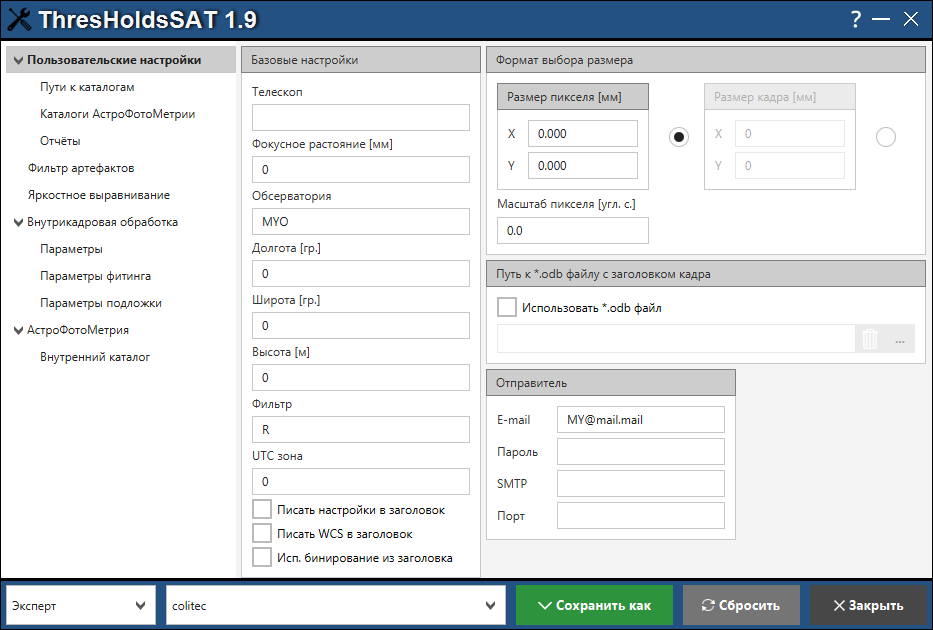 ThresHoldsSAT 1.9
?
Пользовательские настройки
Пути к каталогам
Каталоги АстроФотоМетрии
Отчёты
Фильтр артефактов
Яркостное выравнивание
Внутрикадровая обработка
Параметры
Параметры фитинга
Параметры подложки
АстроФотоМетрия
Внутренний каталог
Базовые настройки
Телескоп
Фокусное растояние [мм]
0
Обсерватория
MYO
Долгота [гр.]
0
Широта [гр.]
0
Высота [м]
0
Фильтр
R
UTC зона
0
Писать настройки в заголовок
Писать WCS в заголовок
Исп. бинирование из заголовка
Формат выбора размера
Размер пикселя [мм]
X 0.000
Y 0.000
Размер кадра [мм]
X 0
Y 0
Масштаб пикселя [угл. с.]
0.0
Путь к *.odb файлу с заголовком кадра
Использовать *.odb файл
...
Отправитель
E-mail MY@mail.mail
Пароль
SMTP
Порт
Эксперт
colitec
Сохранить как
Сбросить
Закрыть